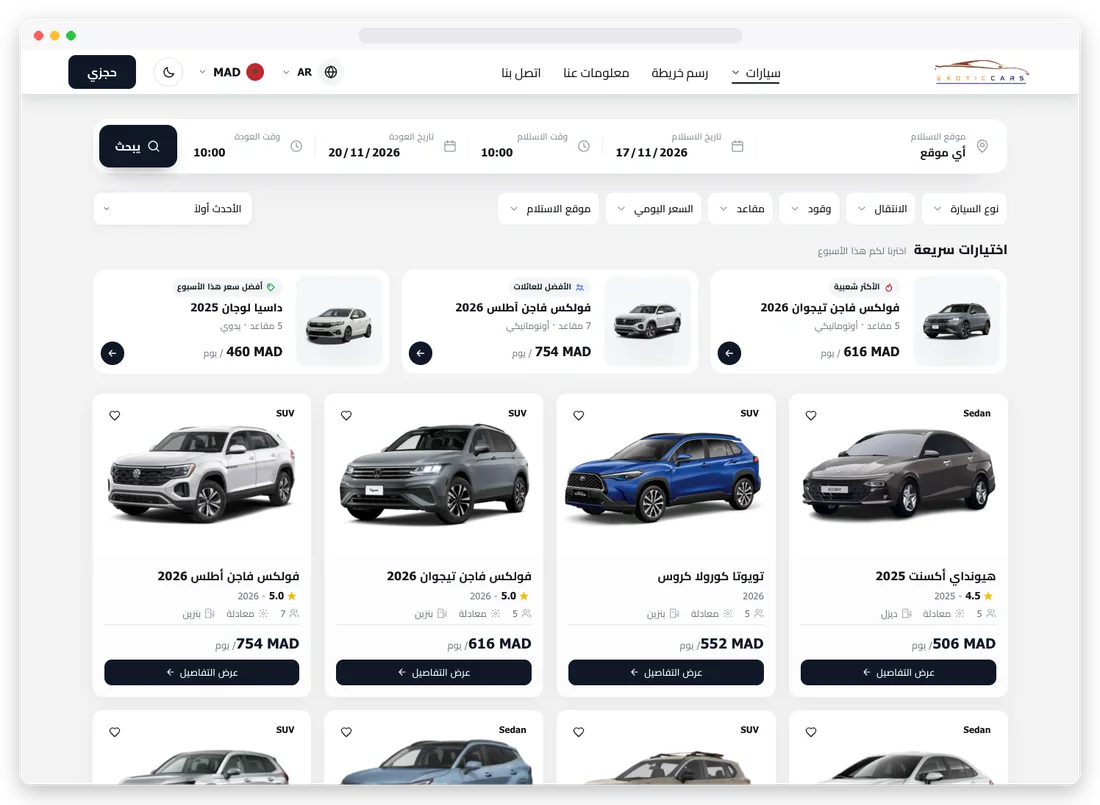 EXOTIC CARS
سيارات
رسم خريطة
معلومات عنا
اتصل بنا
AR
MAD
حجزي
موقع الاستلام
أي موقع
تاريخ الاستلام
17/11/2026
وقت الاستلام
10:00
تاريخ العودة
20/11/2026
وقت العودة
10:00
يبحث
نوع السيارة
الانتقال
وقود
مقاعد
السعر اليومي
موقع الاستلام
الأحدث أولاً
اختيارات سريعة اخترنا لكم هذا الأسبوع
الأكثر شعبية
فولكس فاجن تيجوان 2026
5 مقاعد · أوتوماتيكي
616 MAD / يوم
الأفضل للعائلات
فولكس فاجن أطلس 2026
7 مقاعد · أوتوماتيكي
754 MAD / يوم
أفضل سعر هذا الأسبوع
داسيا لوجان 2025
5 مقاعد · يدوي
460 MAD / يوم
Sedan
ACCENT
هيونداي أكسنت 2025
4.5 • 2025
5 معادلة ديزل
506 MAD/ يوم
عرض التفاصيل ←
SUV
تويوتا كورولا كروس
2026
5 معادلة بنزين
552 MAD/ يوم
عرض التفاصيل ←
SUV
Tiguan
فولكس فاجن تيجوان 2026
5.0 • 2026
5 معادلة بنزين
616 MAD/ يوم
عرض التفاصيل ←
SUV
فولكس فاجن أطلس 2026
5.0 • 2026
7 معادلة بنزين
754 MAD/ يوم
عرض التفاصيل ←
Sedan
SUV
Sedan
SUV